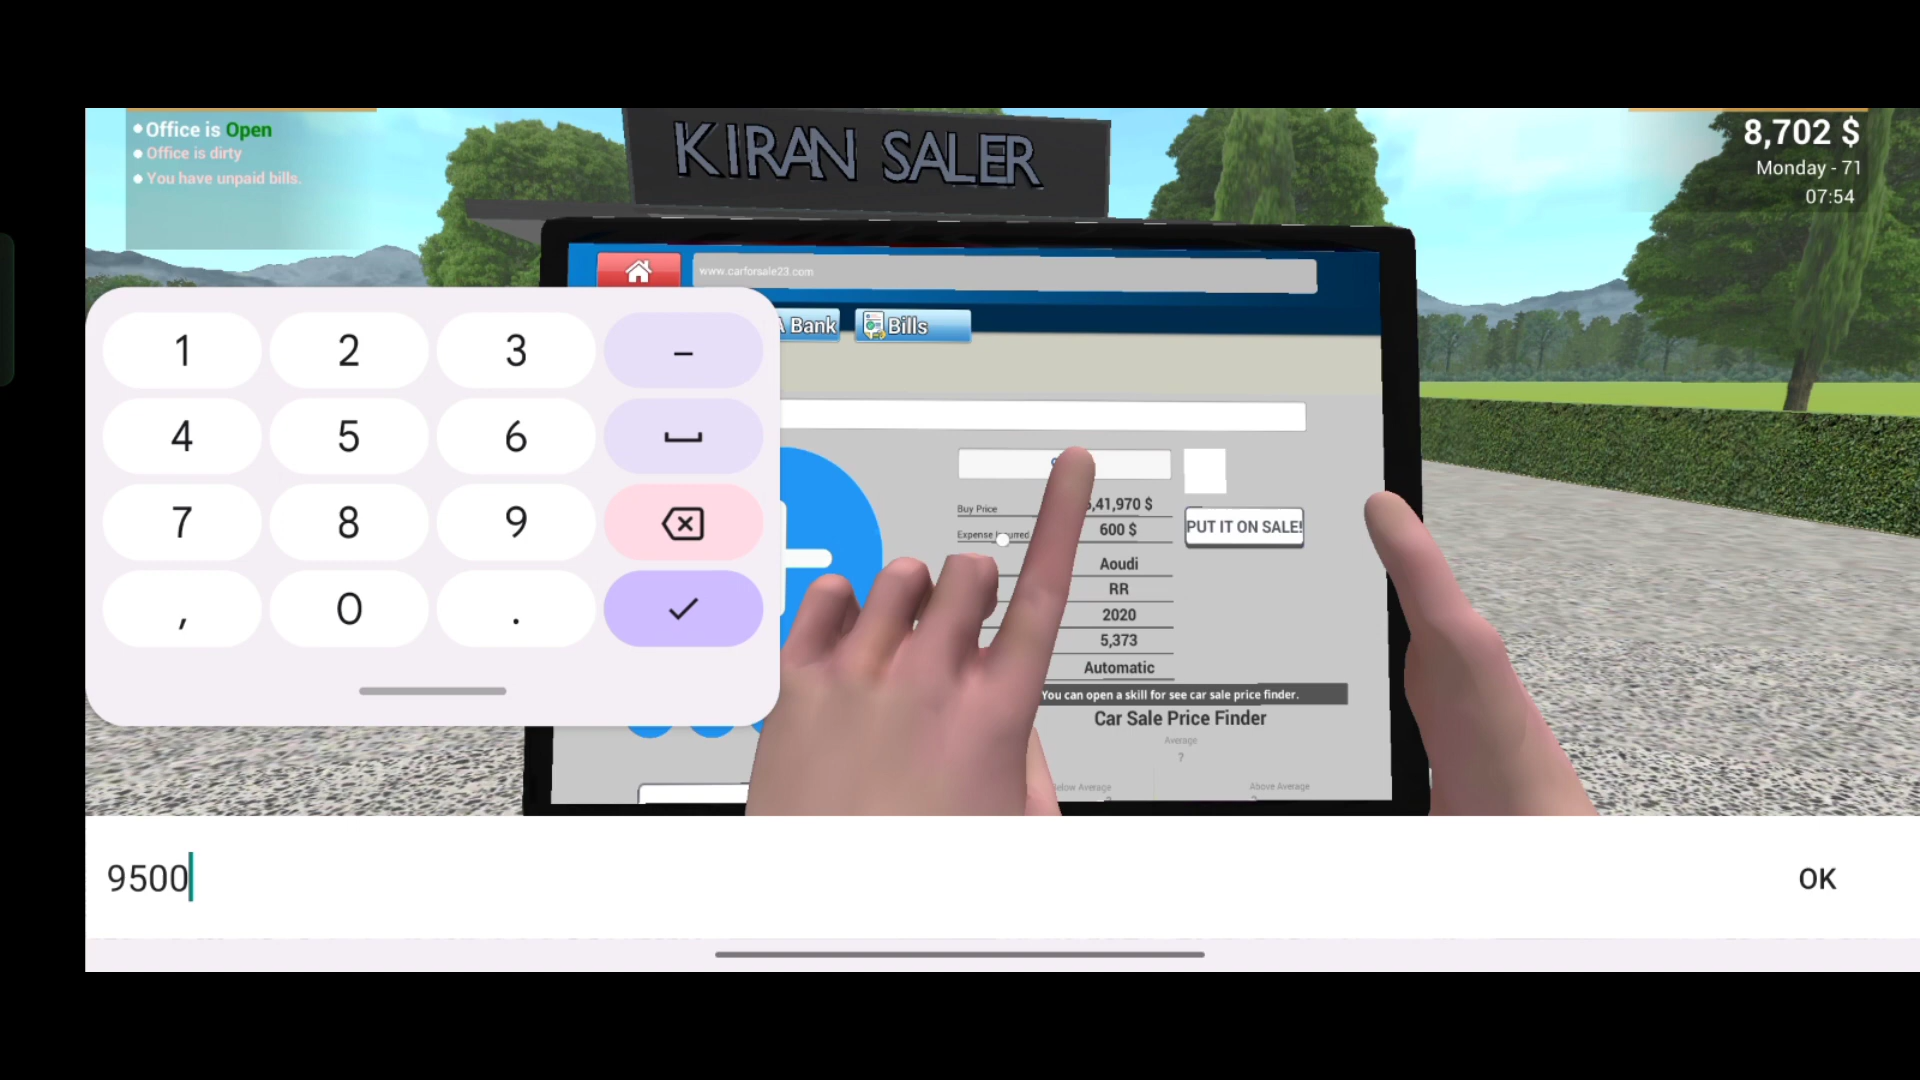 Office is Open
Office is dirty
You have unpaid bills.
KIRAN SALER
8,702 $
Monday - 71
07:54
www.carforsale23.com
Bank
Bills
1 2 3 –
4 5 6
7 8 9
, 0 .
Buy Price ,41,970 $
Expense 600 $
PUT IT ON SALE!
Aoudi
RR
2020
5,373
Automatic
You can open a skill for see car sale price finder.
Car Sale Price Finder
Average
?
Below Average
Above Average
9500
OK